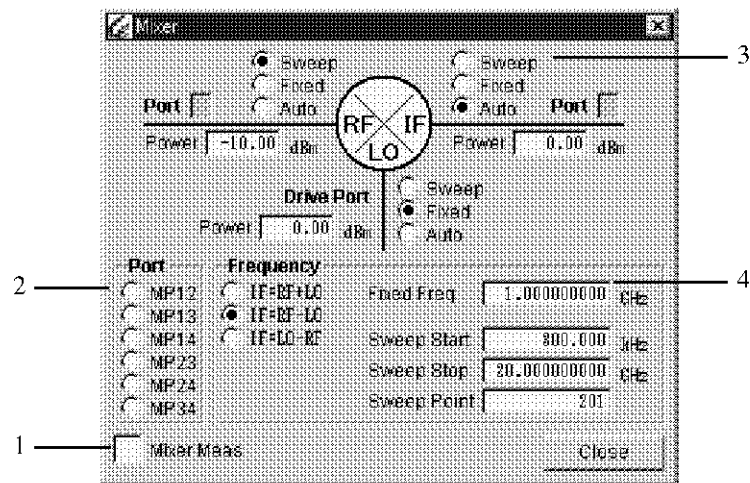 Mixer
Sweep
Fixed
Auto
Sweep
Fixed
Auto
3
Port
Port
RF
IF
LO
Power -10.00 dBm
Power 0.00 dBm
Drive Port
Power 0.00 dBm
Sweep
Fixed
Auto
2
Port
MP12
MP13
MP14
MP23
MP24
MP34
Frequency
IF=RF+LO
IF=RF-LO
IF=LO-RF
Fixed Freq 1.000000000 GHz
4
Sweep Start 300.000 kHz
Sweep Stop 20.000000000 GHz
Sweep Point 201
1
Mixer Meas
Close